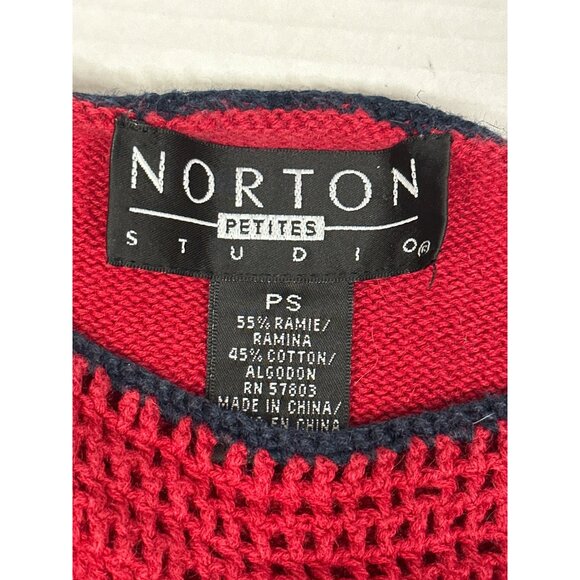 NORTON
PETITES
STUDIO®
PS
55% RAMIE/
RAMINA
45% COTTON/
ALGODON
RN 57803
MADE IN CHINA/
EN CHINA